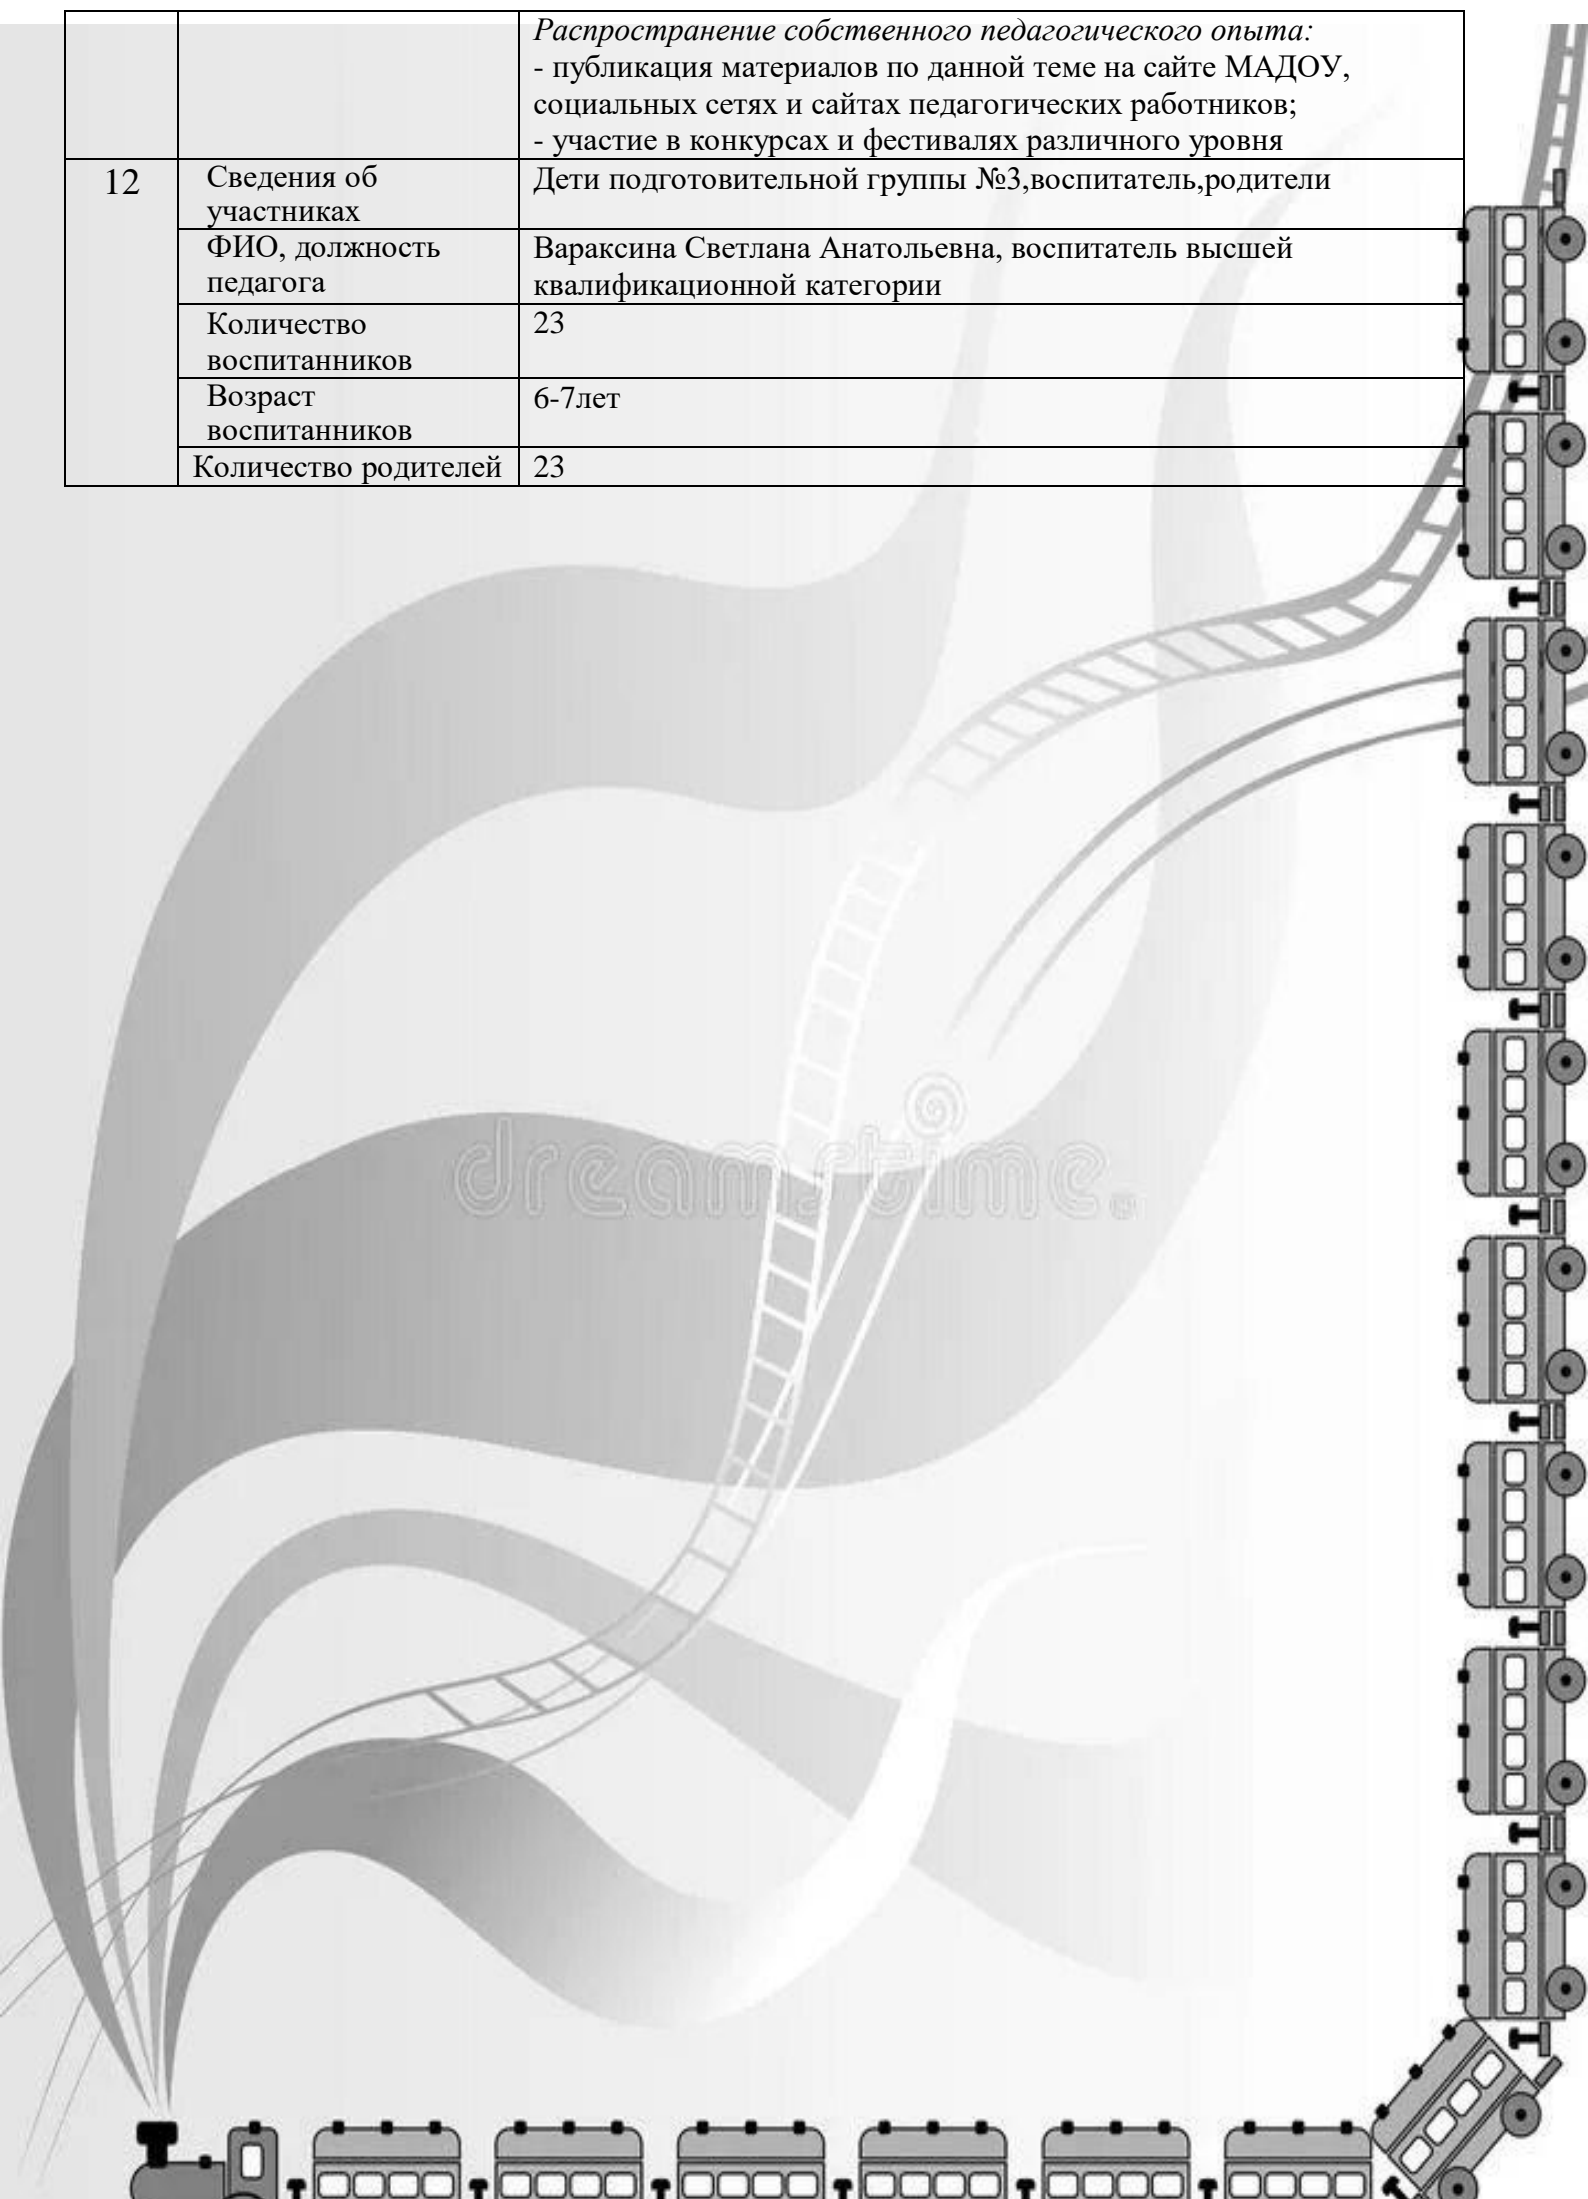 Распространение собственного педагогического опыта:
- публикация материалов по данной теме на сайте МАДОУ,
социальных сетях и сайтах педагогических работников;
- участие в конкурсах и фестивалях различного уровня
12
Сведения об
участниках
Дети подготовительной группы №3,воспитатель,родители
ФИО, должность
педагога
Вараксина Светлана Анатольевна, воспитатель высшей
квалификационной категории
Количество
воспитанников
23
Возраст
воспитанников
6-7лет
Количество родителей
23
dreamstime.